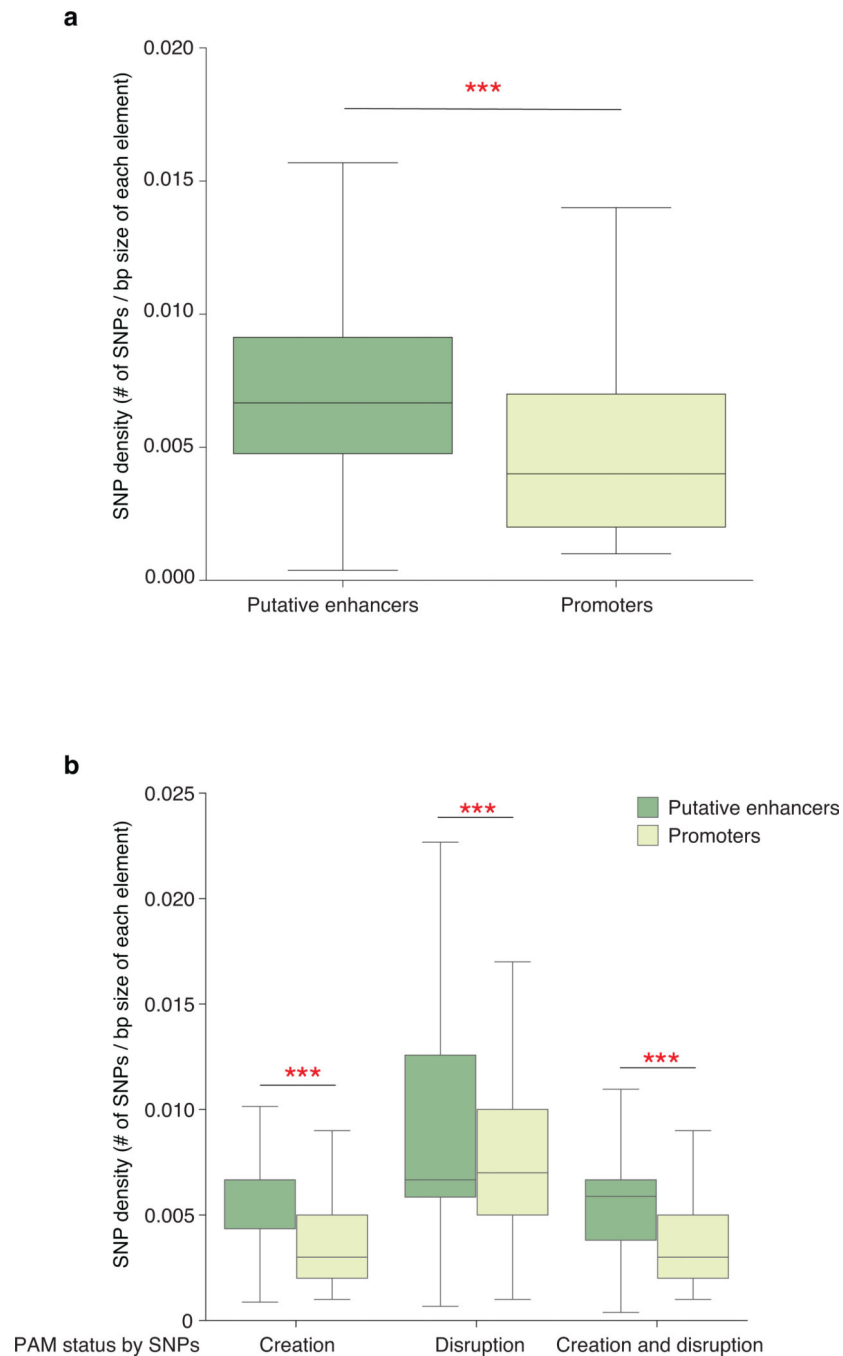 a
SNP density (# of SNPs / bp size of each element)
0.020
***
0.015
0.010
0.005
0.000
Putative enhancers Promoters
b
SNP density (# of SNPs / bp size of each element)
0.025
***
Putative enhancers
Promoters
0.020
0.015
***
***
0.010
0.005
0
PAM status by SNPs Creation Disruption Creation and disruption